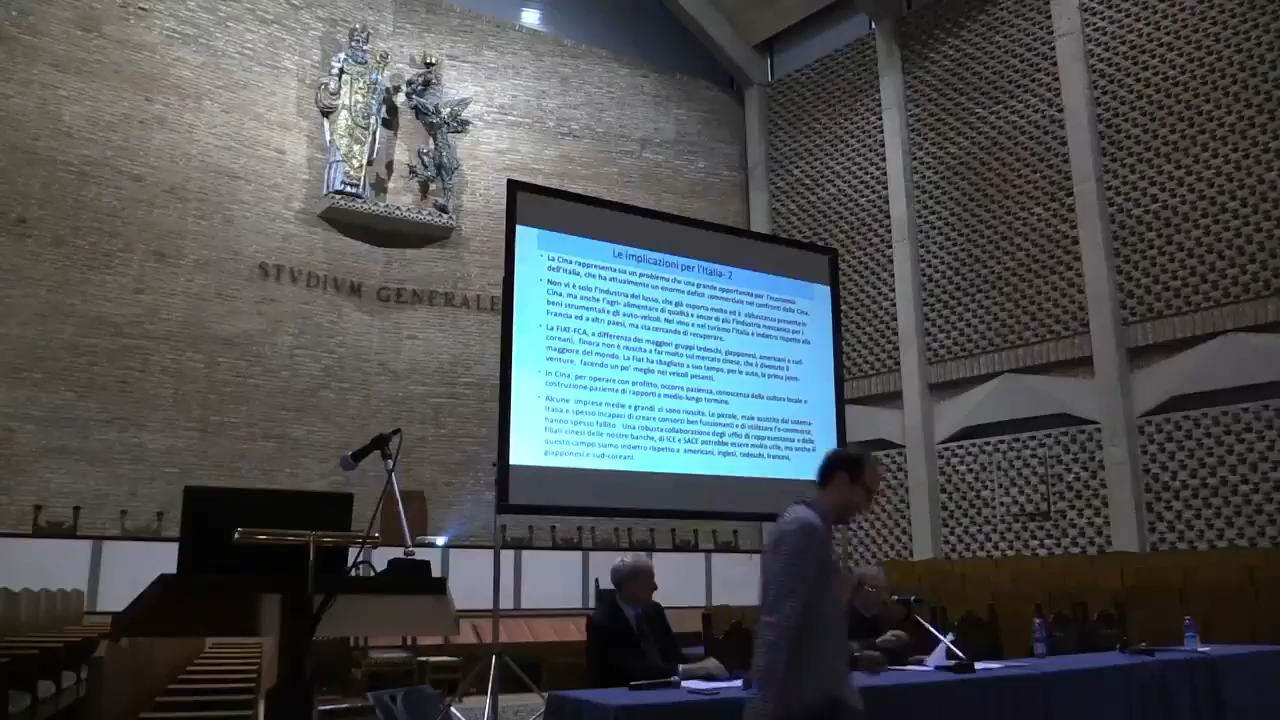 STVDIVM GENERALE
Le implicazioni per l'Italia- 2
• La Cina rappresenta sia un problema che una grande opportunità per l'economia
dell'Italia, che ha attualmente un enorme deficit commerciale nei confronti della Cina.
• Non vi è solo l'industria del lusso, che già esporta molto ed è abbastanza presente in
Cina, ma anche l'agri- alimentare di qualità e ancor di più l'industria meccanica per i
beni strumentali e gli auto-veicoli. Nel vino e nel turismo l'Italia è indietro rispetto alla
Francia ed a altri paesi, ma sta cercando di recuperare.
• La FIAT-FCA, a differenza dei maggiori gruppi tedeschi, giapponesi, americani e sud-
coreani, finora non è riuscita a far molto sul mercato cinese, che è divenuto il
maggiore del mondo. La Fiat ha sbagliato a suo tempo, per le auto, la prima joint-
venture, facendo un po' meglio nei veicoli pesanti.
• In Cina, per operare con profitto, occorre pazienza, conoscenza della cultura locale e
costruzione paziente di rapporti a medio-lungo termine.
• Alcune imprese medie e grandi ci sono riuscite. Le piccole, male assistite dal sistema-
Italia e spesso incapaci di creare consorzi ben funzionanti e di utilizzare l'e-commerce,
hanno spesso fallito. Una robusta collaborazione degli uffici di rappresentanza e delle
filiali cinesi delle nostre banche, di ICE e SACE potrebbe essere molto utile, ma anche in
questo campo siamo indietro rispetto a americani, inglesi, tedeschi, francesi,
giapponesi e sud-coreani.